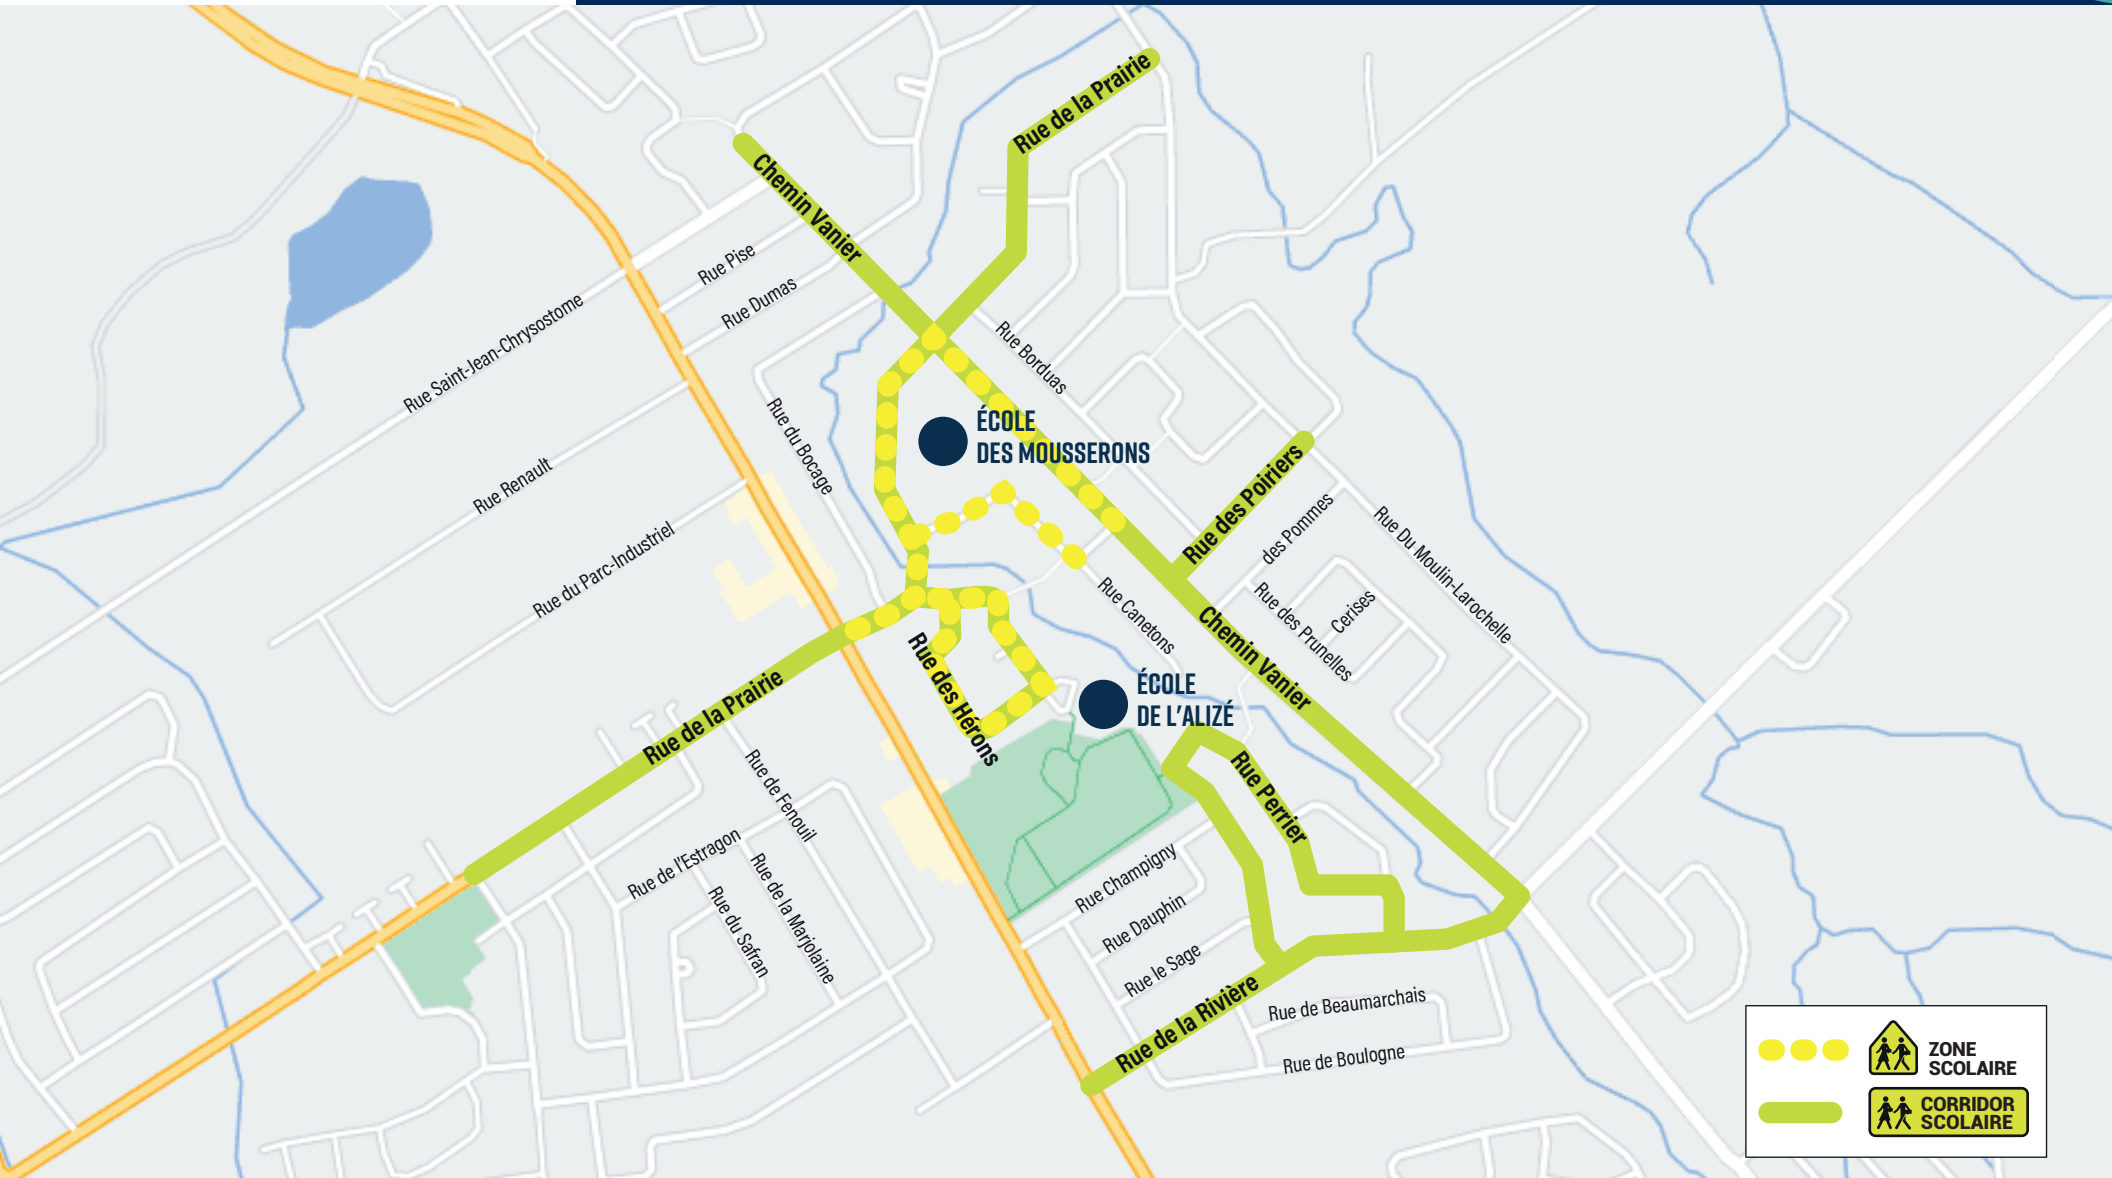 Rue de la Prairie
Chemin Vanier
Rue Pise
Rue Dumas
Rue Saint-Jean-Chrysostome
Rue Borduas
Rue du Bocage
ÉCOLE
DES MOUSSERONS
Rue Renault
Rue des Poiriers
des Pommes
Rue Du Moulin-Larochelle
Rue du Parc-Industriel
Rue Canetons
Rue des Prunelles
Cerises
Chemin Vanier
Rue des Hérons
ÉCOLE
DE L'ALIZÉ
Rue de la Prairie
Rue de Fenouil
Rue Perrier
Rue de l'Estragon
Rue de la Marjolaine
Rue du Safran
Rue Champigny
Rue Dauphin
Rue le Sage
Rue de la Rivière
Rue de Beaumarchais
Rue de Boulogne
ZONE
SCOLAIRE
CORRIDOR
SCOLAIRE